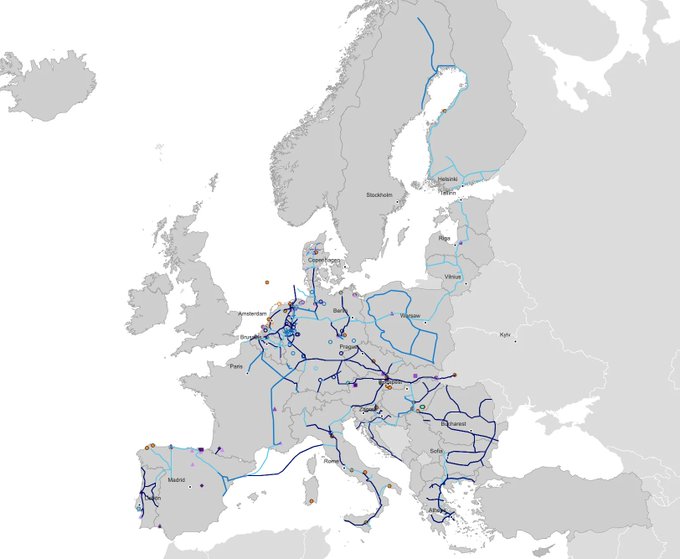 Helsinki
Tallinn
Stockholm
Riga
Copenhagen
Vilnius
Amsterdam
Berlin
Warsaw
Brussels
Kyiv
Prague
Paris
Budapest
Zagreb
Bucharest
Sofia
Rome
Madrid
Lisbon
Athens